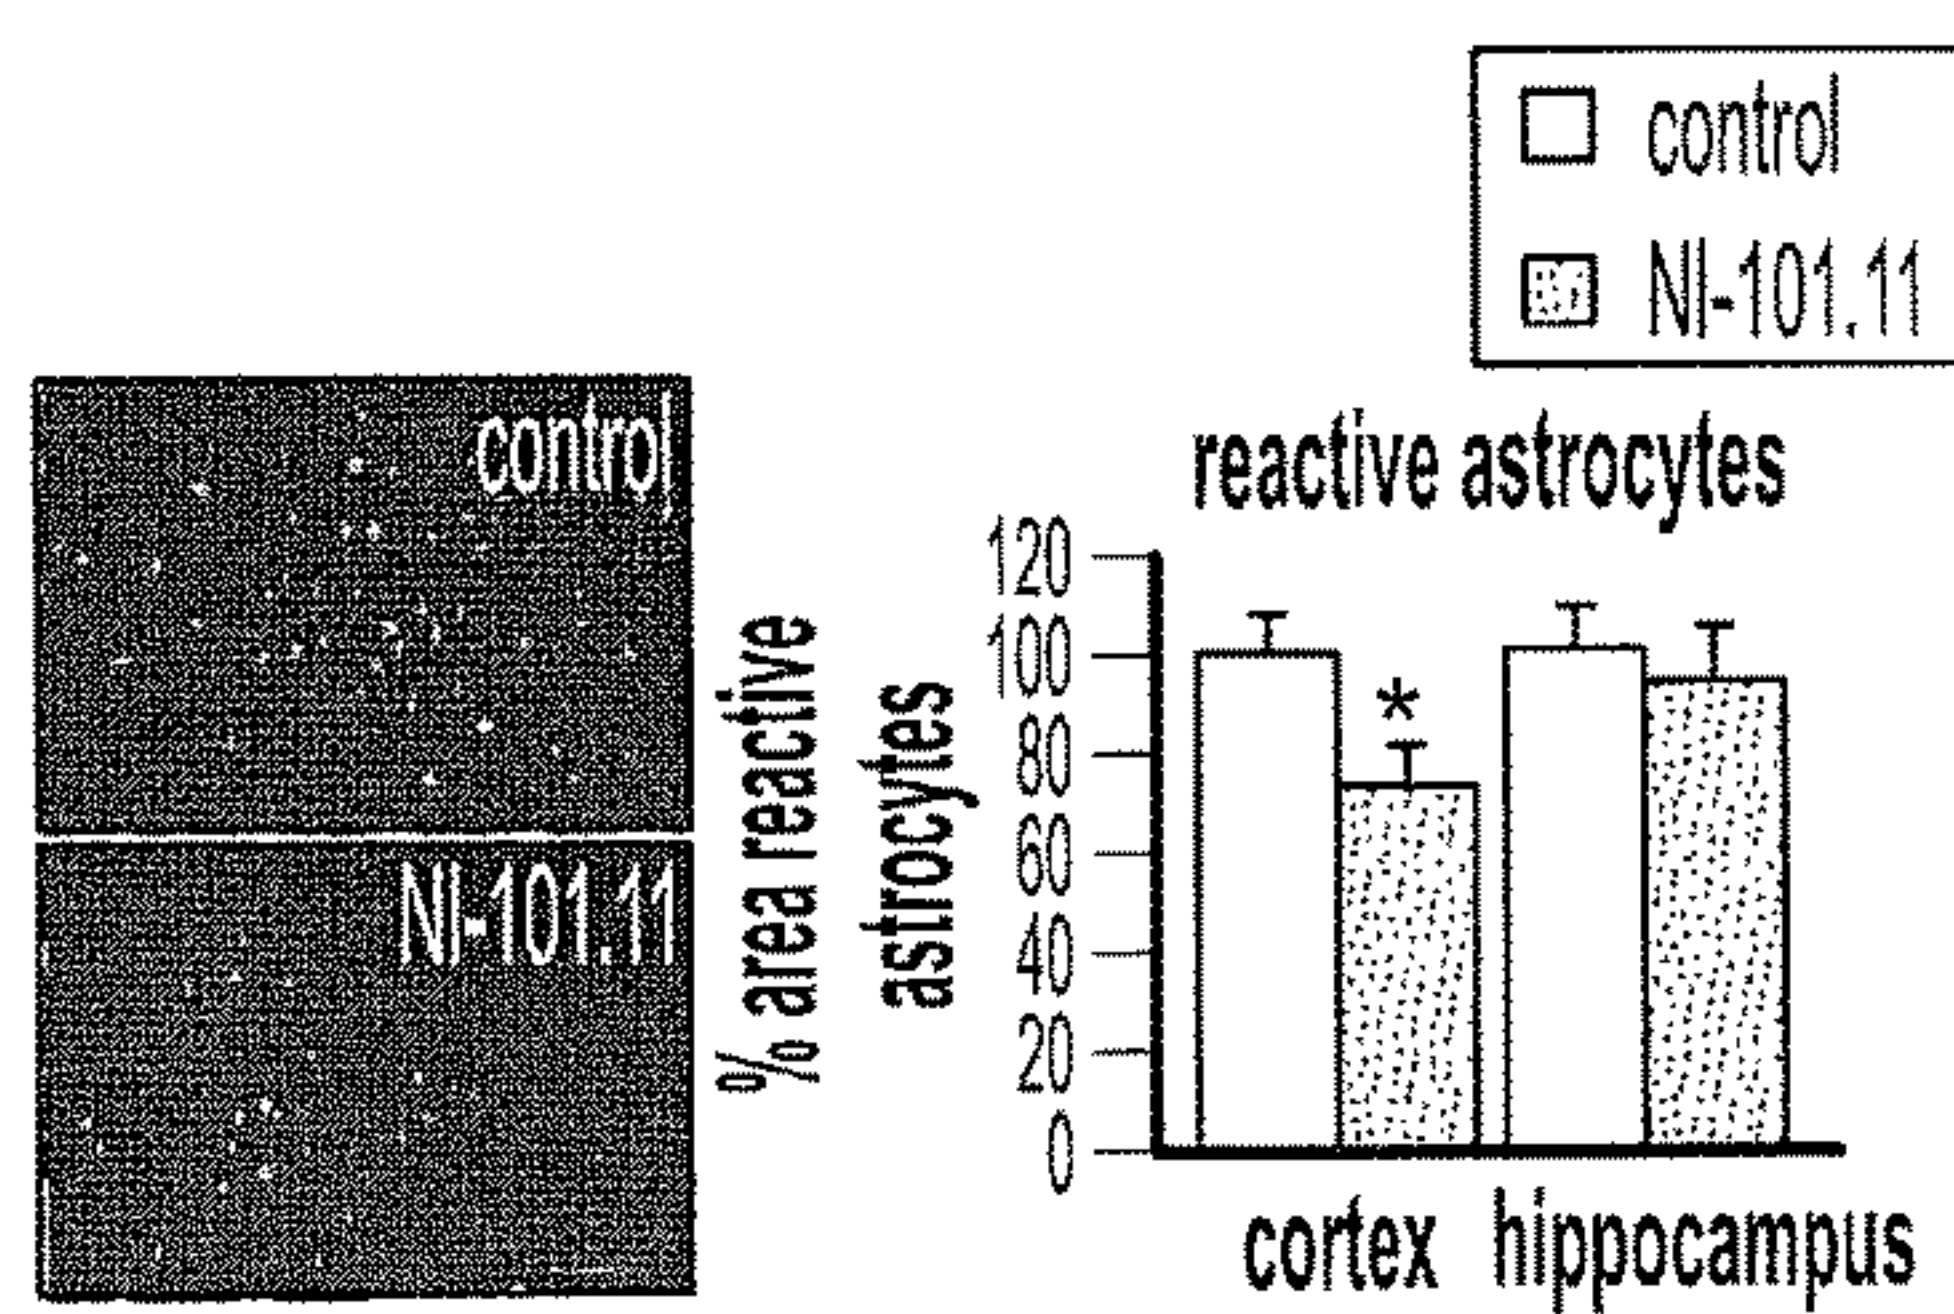 control
NI-101.11
control
NI-101.11
% area reactive
astrocytes
reactive astrocytes
120
100
80
60
40
20
0
*
cortex hippocampus